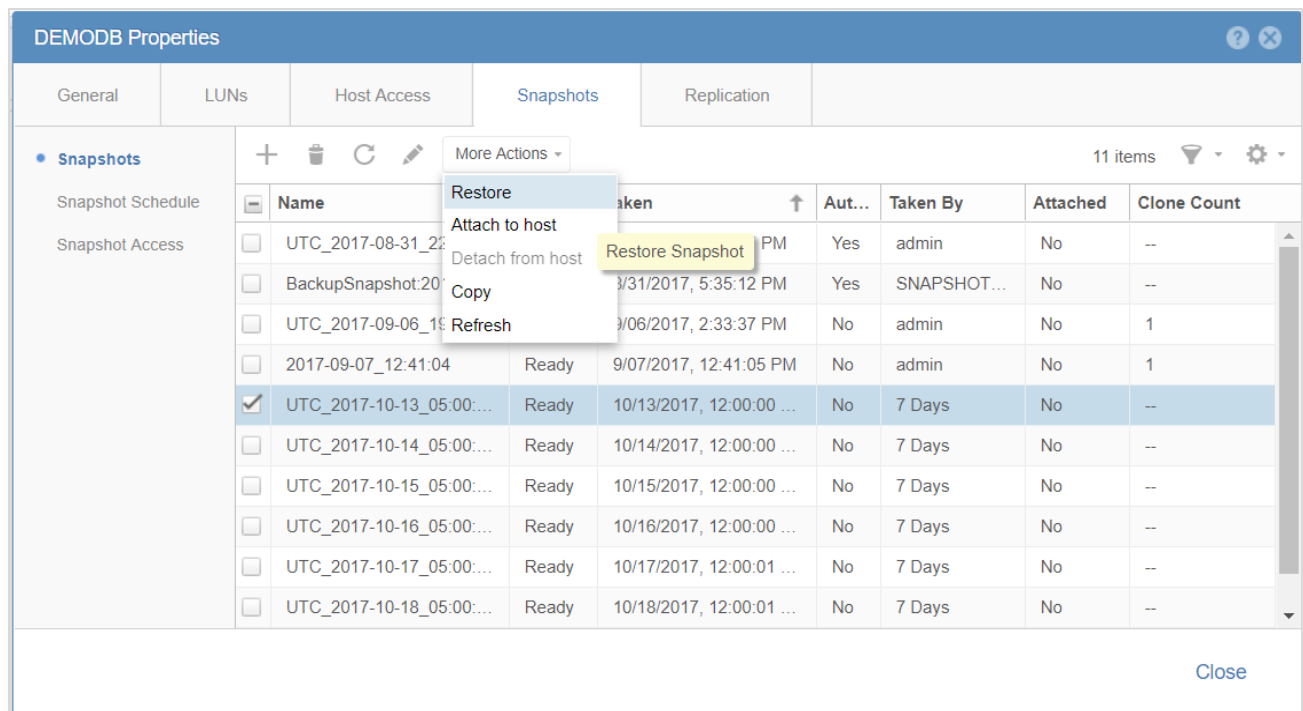 DEMODB Properties
General LUNs Host Access Snapshots Replication
Snapshots
Snapshot Schedule
Snapshot Access
More Actions
11 items
Restore
Attach to host
Detach from host
Copy
Refresh
Restore Snapshot
Name aken Aut... Taken By Attached Clone Count
UTC_2017-08-31_22 PM Yes admin No --
BackupSnapshot:20 8/31/2017, 5:35:12 PM Yes SNAPSHOT... No --
UTC_2017-09-06_19 9/06/2017, 2:33:37 PM No admin No 1
2017-09-07_12:41:04 Ready 9/07/2017, 12:41:05 PM No admin No 1
UTC_2017-10-13_05:00:... Ready 10/13/2017, 12:00:00 ... No 7 Days No --
UTC_2017-10-14_05:00:... Ready 10/14/2017, 12:00:00 ... No 7 Days No --
UTC_2017-10-15_05:00:... Ready 10/15/2017, 12:00:00 ... No 7 Days No --
UTC_2017-10-16_05:00:... Ready 10/16/2017, 12:00:00 ... No 7 Days No --
UTC_2017-10-17_05:00:... Ready 10/17/2017, 12:00:01 ... No 7 Days No --
UTC_2017-10-18_05:00:... Ready 10/18/2017, 12:00:01 ... No 7 Days No --
Close